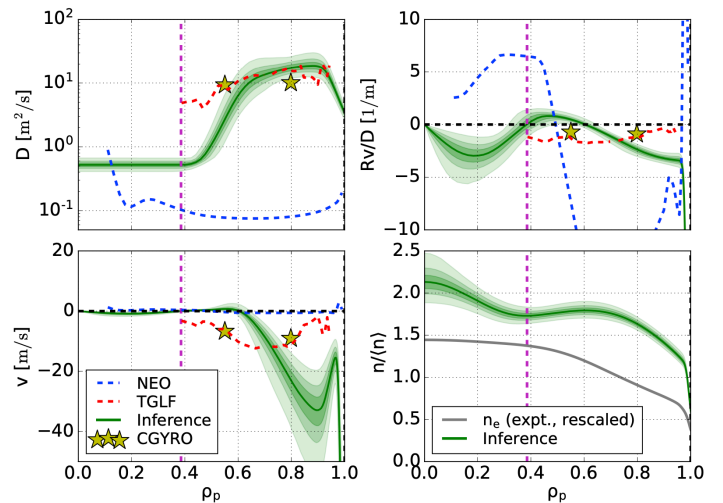 10²
10¹
10⁰
10⁻¹
D [m²/s]
10
5
0
−5
−10
Rv/D [1/m]
20
0
−20
−40
v [m/s]
NEO
TGLF
Inference
CGYRO
0.0 0.2 0.4 0.6 0.8 1.0
ρp
2.5
2.0
1.5
1.0
0.5
0.0
n/⟨n⟩
nₑ (expt., rescaled)
Inference
0.0 0.2 0.4 0.6 0.8 1.0
ρp